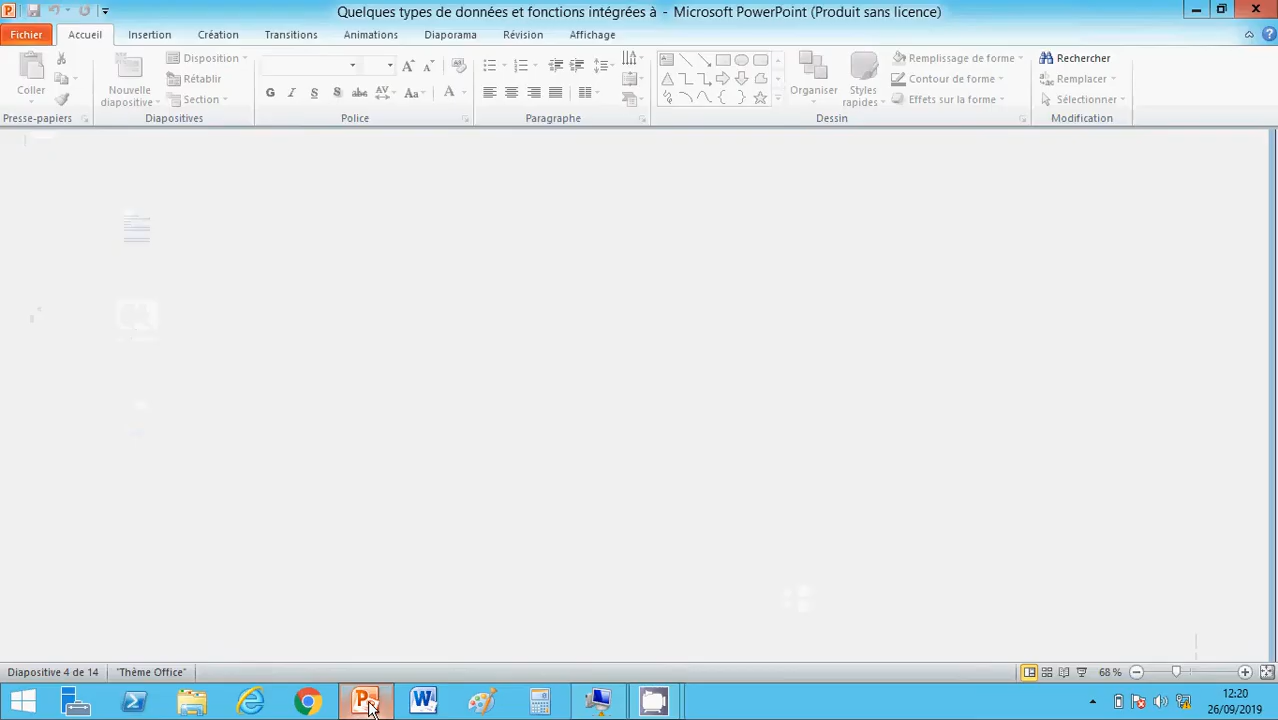 Quelques types de données et fonctions intégrées à - Microsoft PowerPoint (Produit sans licence)
Fichier Accueil Insertion Création Transitions Animations Diaporama Révision Affichage
Coller
Nouvelle
diapositive
Disposition
Rétablir
Section
G I S abc AV Aa A
Organiser
Styles
rapides
Remplissage de forme
Contour de forme
Effets sur la forme
Rechercher
Remplacer
Sélectionner
Presse-papiers Diapositives Police Paragraphe Dessin Modification
Diapositive 4 de 14 "Thème Office" 68 %
12:20
26/09/2019